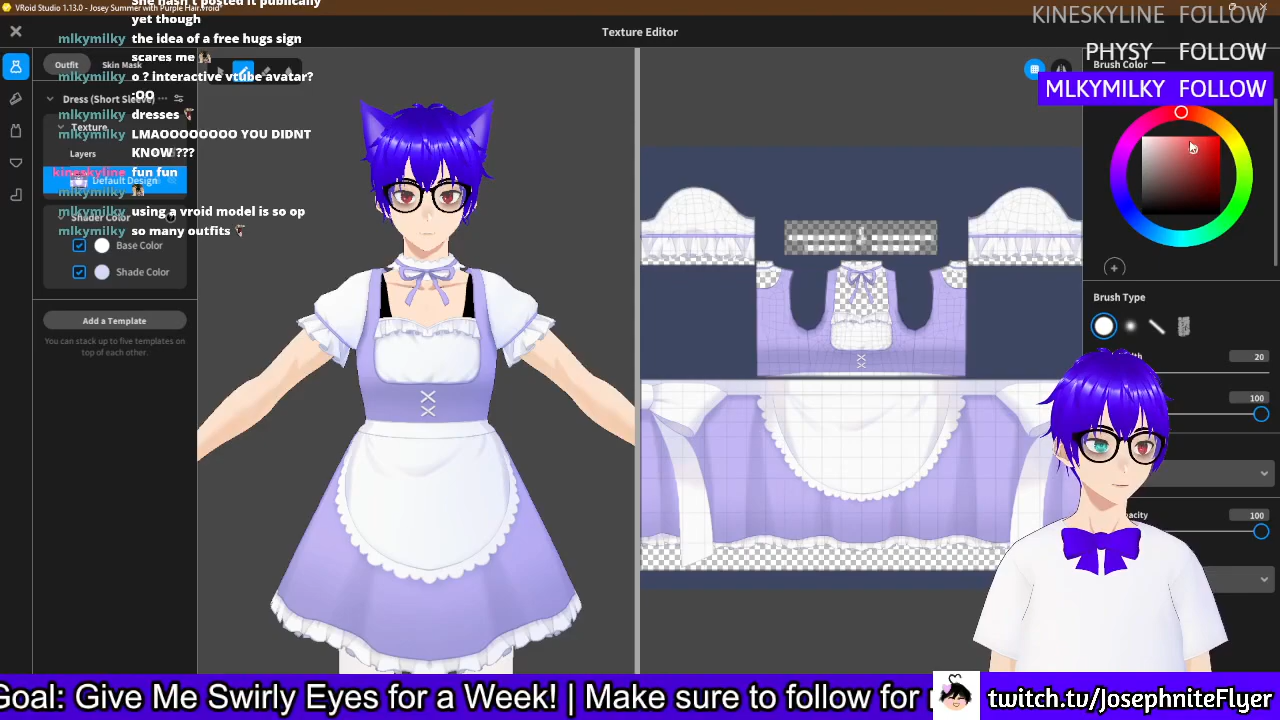 VRoid Studio 1.13.0 - Josey Summer with Purple Hair.vroid*
She hasn't posted it publically
yet though
mlkymilky the idea of a free hugs sign
scares me
mlkymilky o ? interactive vtube avatar?
:OO
mlkymilky dresses
mlkymilky LMAOOOOOOOO YOU DIDNT
KNOW ???
kineskyline fun fun
mlkymilky
mlkymilky using a vroid model is so op
mlkymilky so many outfits
Texture Editor
KINESKYLINE FOLLOW
PHYSY_ FOLLOW
MLKYMILKY FOLLOW
Outfit
Skin Mask
Dress (Short Sleeve)
Texture
Layers
Default Design
Shader Color
Base Color
Shade Color
Add a Template
You can stack up to five templates on
top of each other.
Brush Color
Brush Type
20
100
100
Goal: Give Me Swirly Eyes for a Week! | Make sure to follow for
twitch.tv/JosephniteFlyer